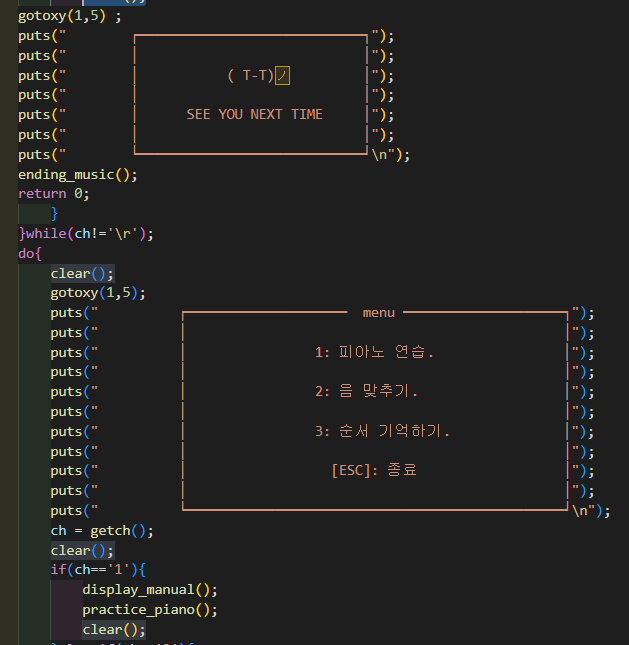 gotoxy(1,5) ;
puts("        ┌────────────────────────────┐");
puts("        │                            │");
puts("        │           ( T-T)ノ         │");
puts("        │                            │");
puts("        │      SEE YOU NEXT TIME     │");
puts("        │                            │");
puts("        └────────────────────────────┘\n");
ending_music();
return 0;
    }
}while(ch!='\r');
do{
    clear();
    gotoxy(1,5);
    puts("          ┌────────────────────  menu ────────────────────┐");
    puts("          │                                               │");
    puts("          │                1: 피아노 연습.                │");
    puts("          │                                               │");
    puts("          │                2: 음 맞추기.                  │");
    puts("          │                                               │");
    puts("          │                3: 순서 기억하기.              │");
    puts("          │                                               │");
    puts("          │                  [ESC]: 종료                  │");
    puts("          │                                               │");
    puts("          └───────────────────────────────────────────────┘\n");
    ch = getch();
    clear();
    if(ch=='1'){
        display_manual();
        practice_piano();
        clear();